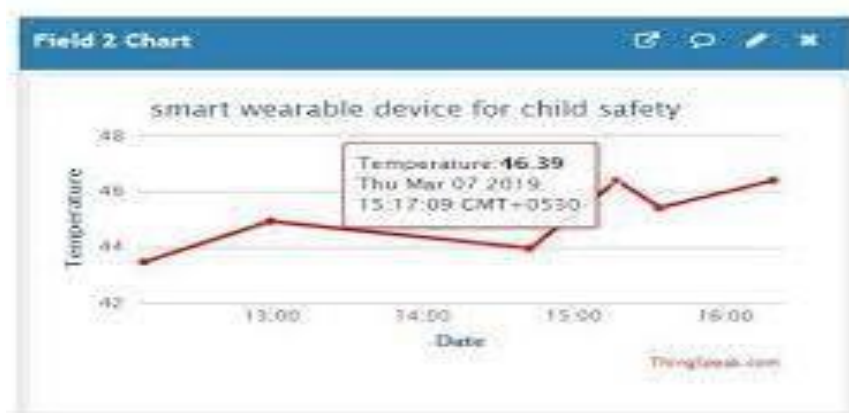 Field 2 Chart
smart wearable device for child safety
48
Temperature: 46.39
Thu Mar 07 2019
15:17:09 GMT+0530
46
Temperature
44
42
13:00 14:00 15:00 16:00
Date
ThingSpeak.com